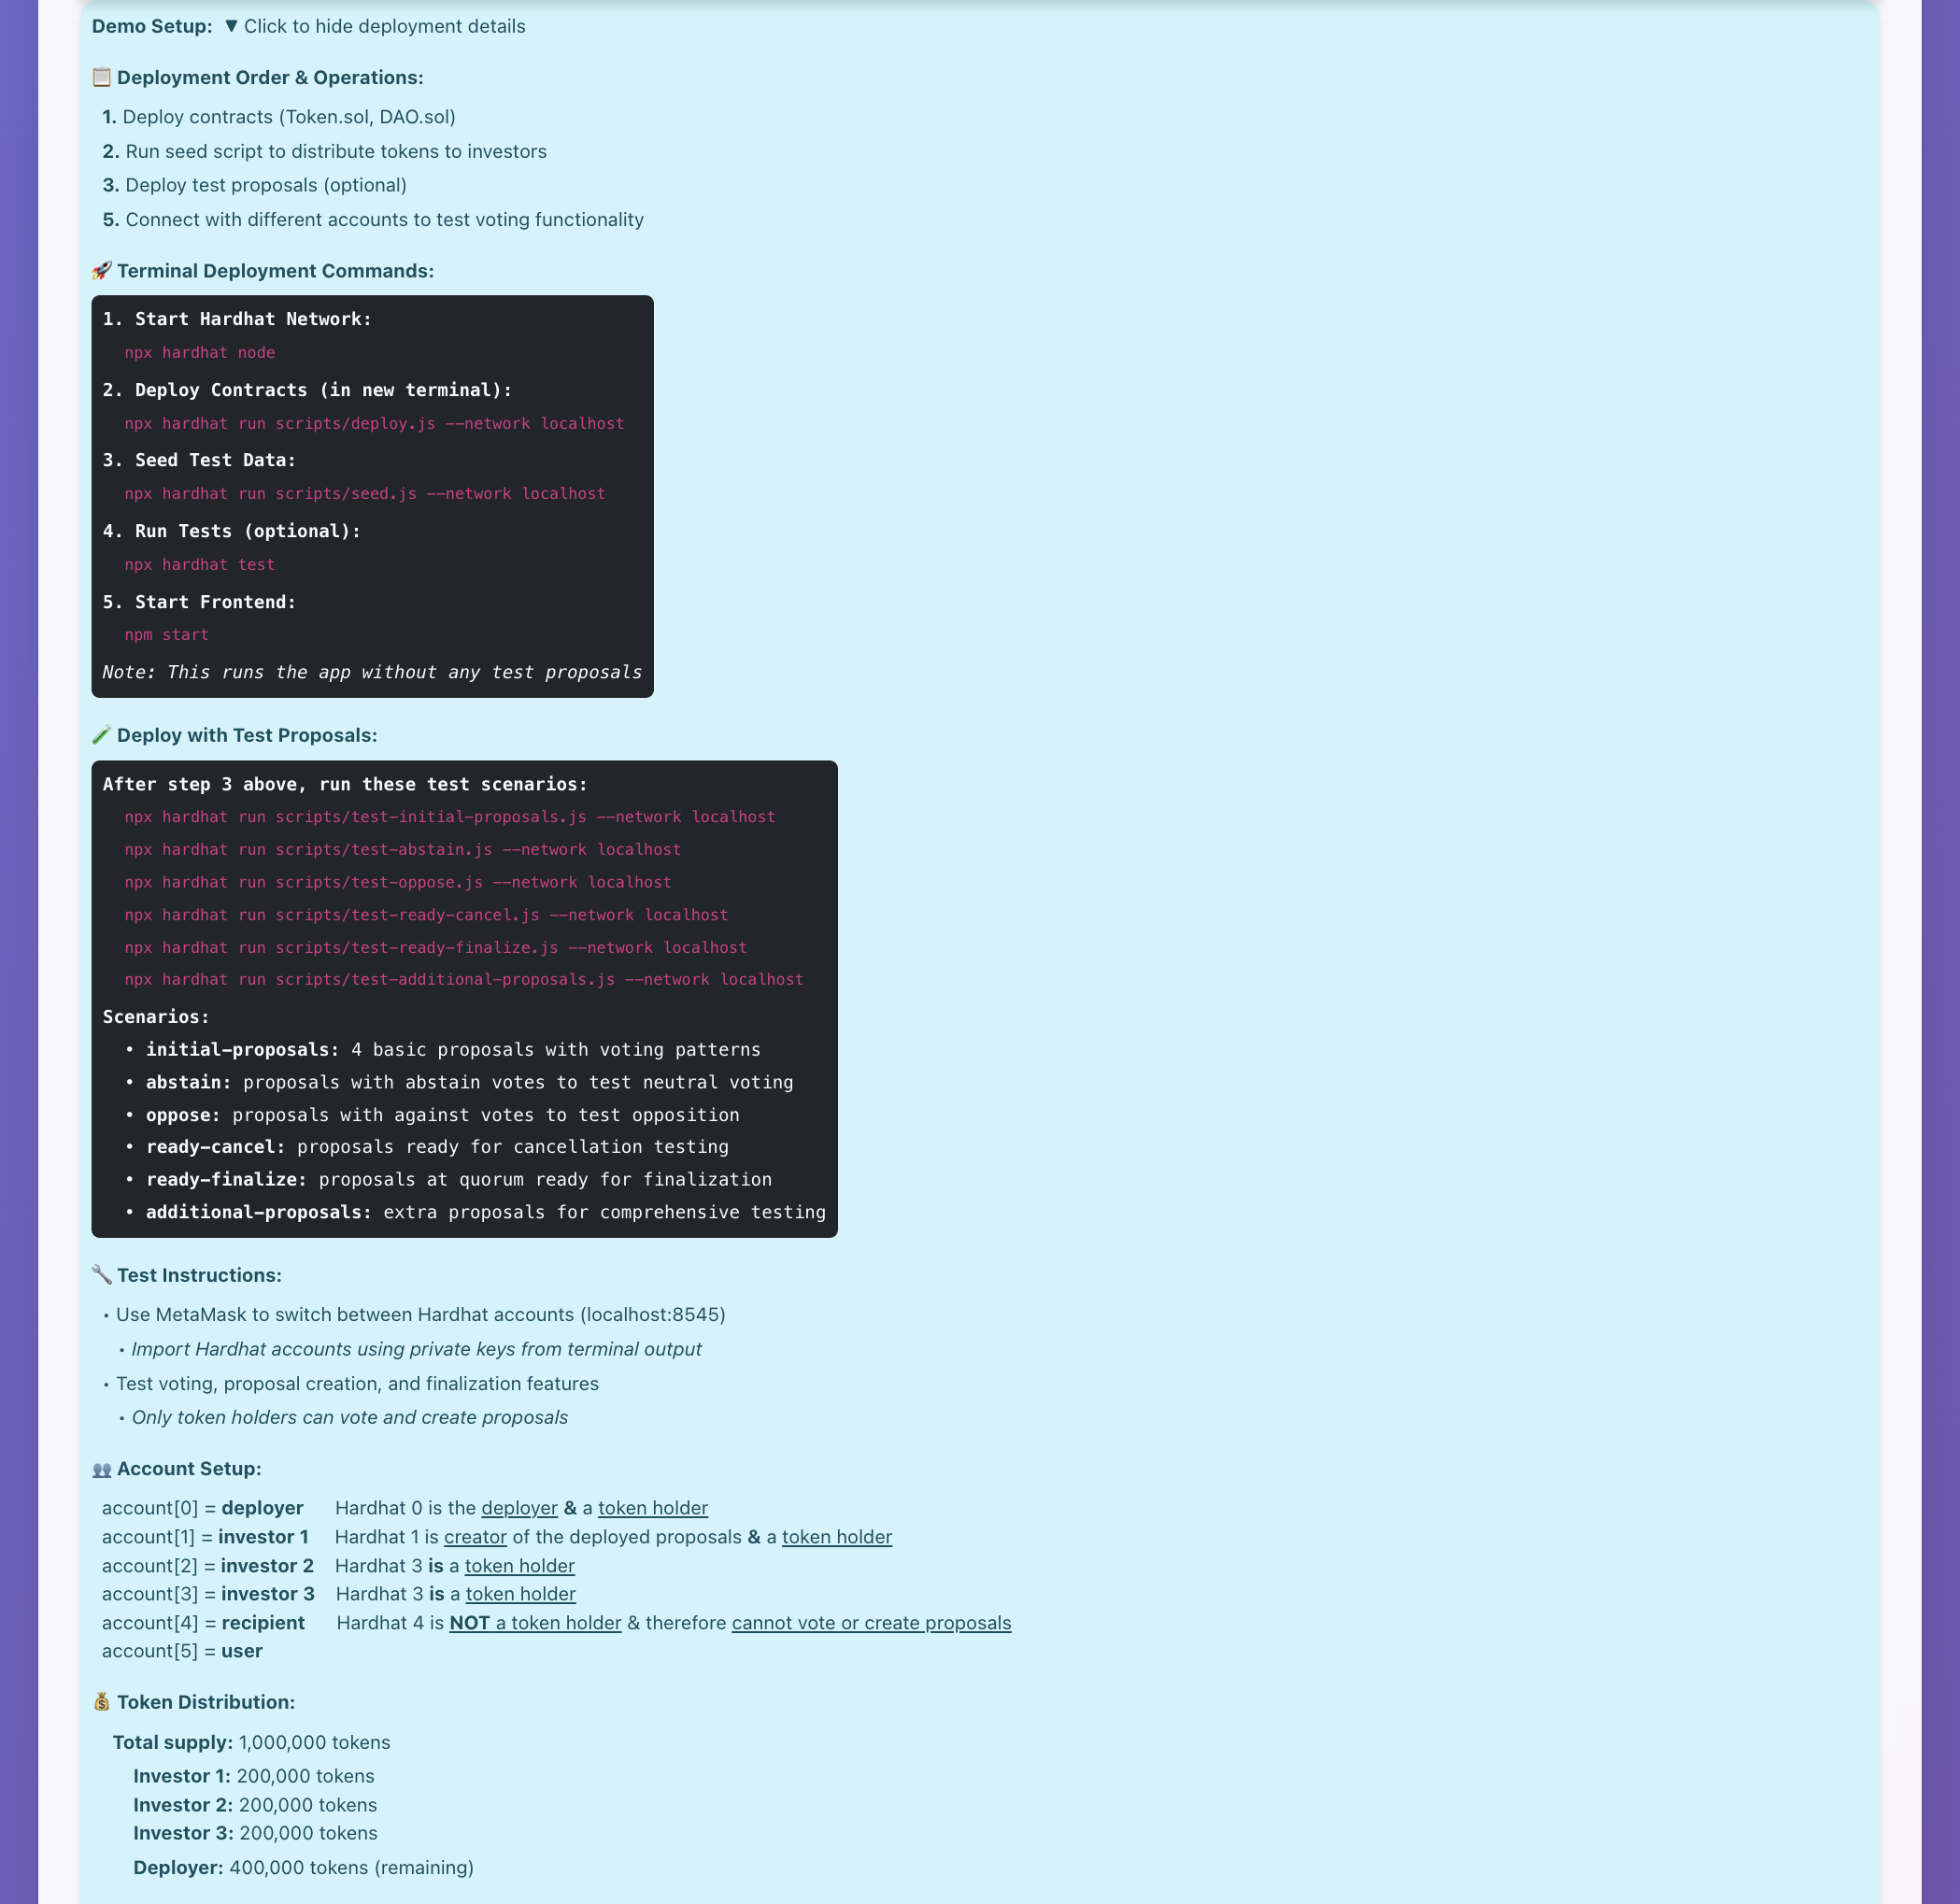 Demo Setup: ▼ Click to hide deployment details
📋 Deployment Order & Operations:
1. Deploy contracts (Token.sol, DAO.sol)
2. Run seed script to distribute tokens to investors
3. Deploy test proposals (optional)
5. Connect with different accounts to test voting functionality
🚀 Terminal Deployment Commands:
1. Start Hardhat Network:
npx hardhat node
2. Deploy Contracts (in new terminal):
npx hardhat run scripts/deploy.js --network localhost
3. Seed Test Data:
npx hardhat run scripts/seed.js --network localhost
4. Run Tests (optional):
npx hardhat test
5. Start Frontend:
npm start
Note: This runs the app without any test proposals
🧪 Deploy with Test Proposals:
After step 3 above, run these test scenarios:
npx hardhat run scripts/test-initial-proposals.js --network localhost
npx hardhat run scripts/test-abstain.js --network localhost
npx hardhat run scripts/test-oppose.js --network localhost
npx hardhat run scripts/test-ready-cancel.js --network localhost
npx hardhat run scripts/test-ready-finalize.js --network localhost
npx hardhat run scripts/test-additional-proposals.js --network localhost
Scenarios:
• initial-proposals: 4 basic proposals with voting patterns
• abstain: proposals with abstain votes to test neutral voting
• oppose: proposals with against votes to test opposition
• ready-cancel: proposals ready for cancellation testing
• ready-finalize: proposals at quorum ready for finalization
• additional-proposals: extra proposals for comprehensive testing
🔧 Test Instructions:
• Use MetaMask to switch between Hardhat accounts (localhost:8545)
• Import Hardhat accounts using private keys from terminal output
• Test voting, proposal creation, and finalization features
• Only token holders can vote and create proposals
👥 Account Setup:
account[0] = deployer Hardhat 0 is the deployer & a token holder
account[1] = investor 1 Hardhat 1 is creator of the deployed proposals & a token holder
account[2] = investor 2 Hardhat 3 is a token holder
account[3] = investor 3 Hardhat 3 is a token holder
account[4] = recipient Hardhat 4 is NOT a token holder & therefore cannot vote or create proposals
account[5] = user
💰 Token Distribution:
Total supply: 1,000,000 tokens
Investor 1: 200,000 tokens
Investor 2: 200,000 tokens
Investor 3: 200,000 tokens
Deployer: 400,000 tokens (remaining)